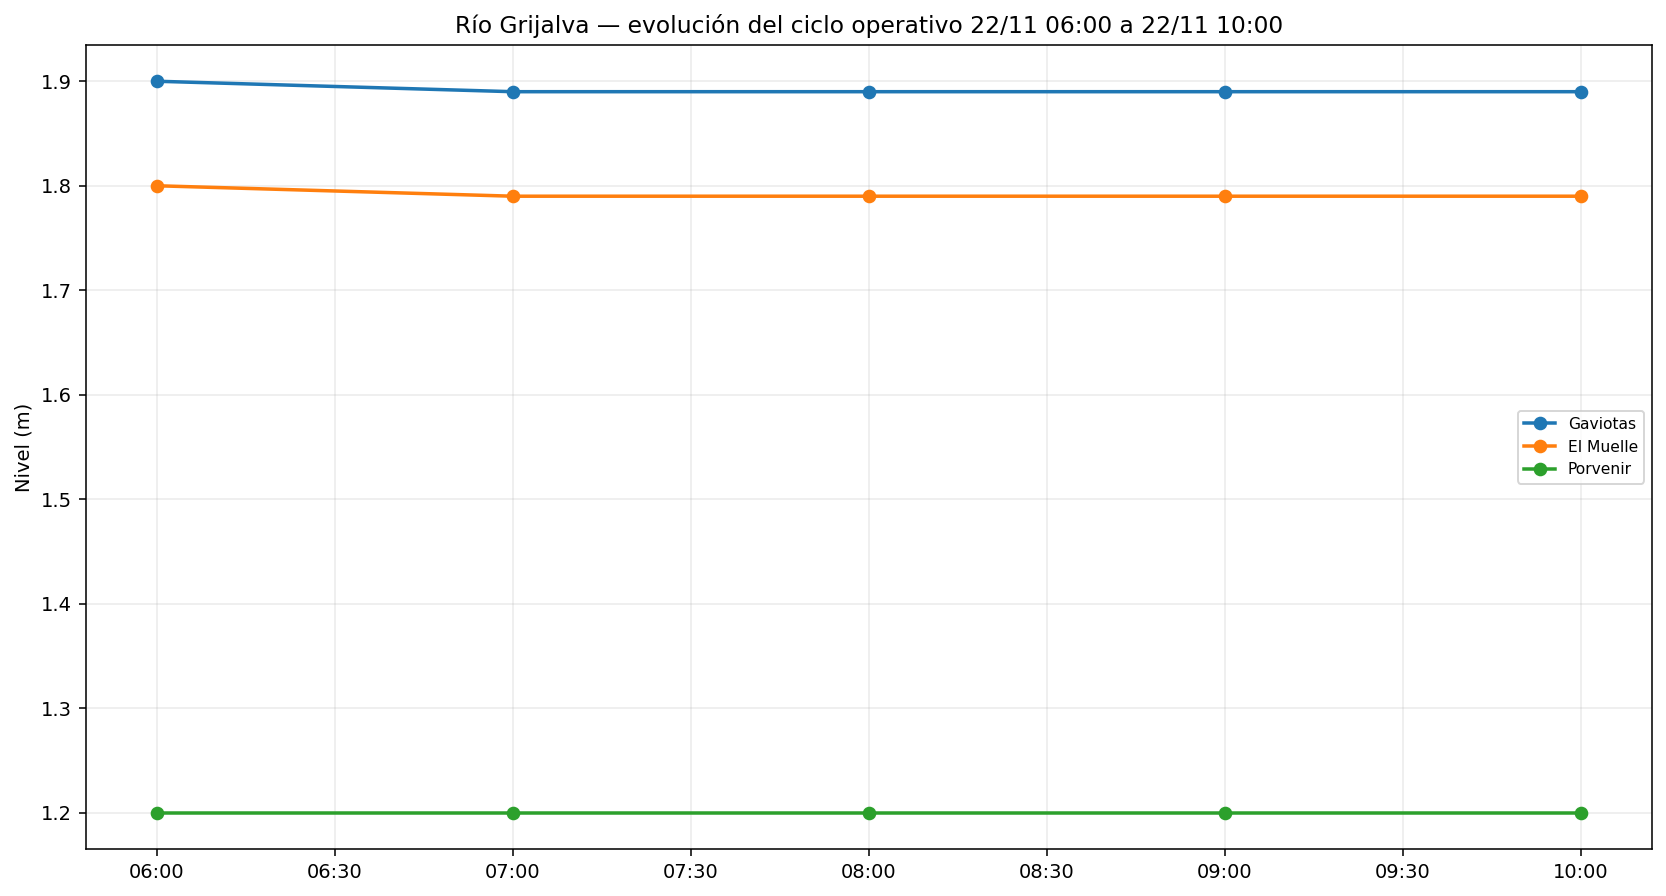 Río Grijalva — evolución del ciclo operativo 22/11 06:00 a 22/11 10:00
Nivel (m)
1.9
1.8
1.7
1.6
1.5
1.4
1.3
1.2
Gaviotas
El Muelle
Porvenir
06:00 06:30 07:00 07:30 08:00 08:30 09:00 09:30 10:00